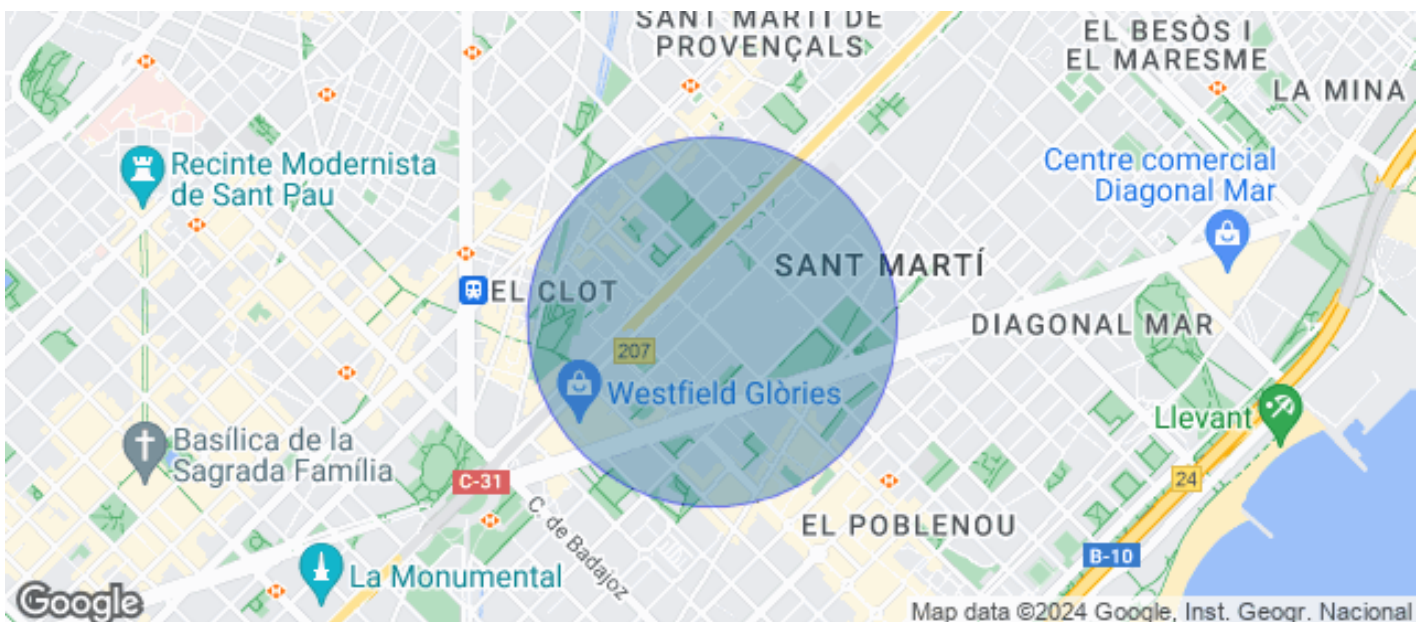 SANT MARTÍ DE
PROVENÇALS
EL BESÒS I
EL MARESME
LA MINA
Recinte Modernista
de Sant Pau
Centre comercial
Diagonal Mar
SANT MARTÍ
EL CLOT
DIAGONAL MAR
207
Westfield Glòries
Llevant
Basílica de la
Sagrada Família
C-31
24
C. de Badajoz
EL POBLENOU
B-10
La Monumental
Google
Map data ©2024 Google, Inst. Geogr. Nacional